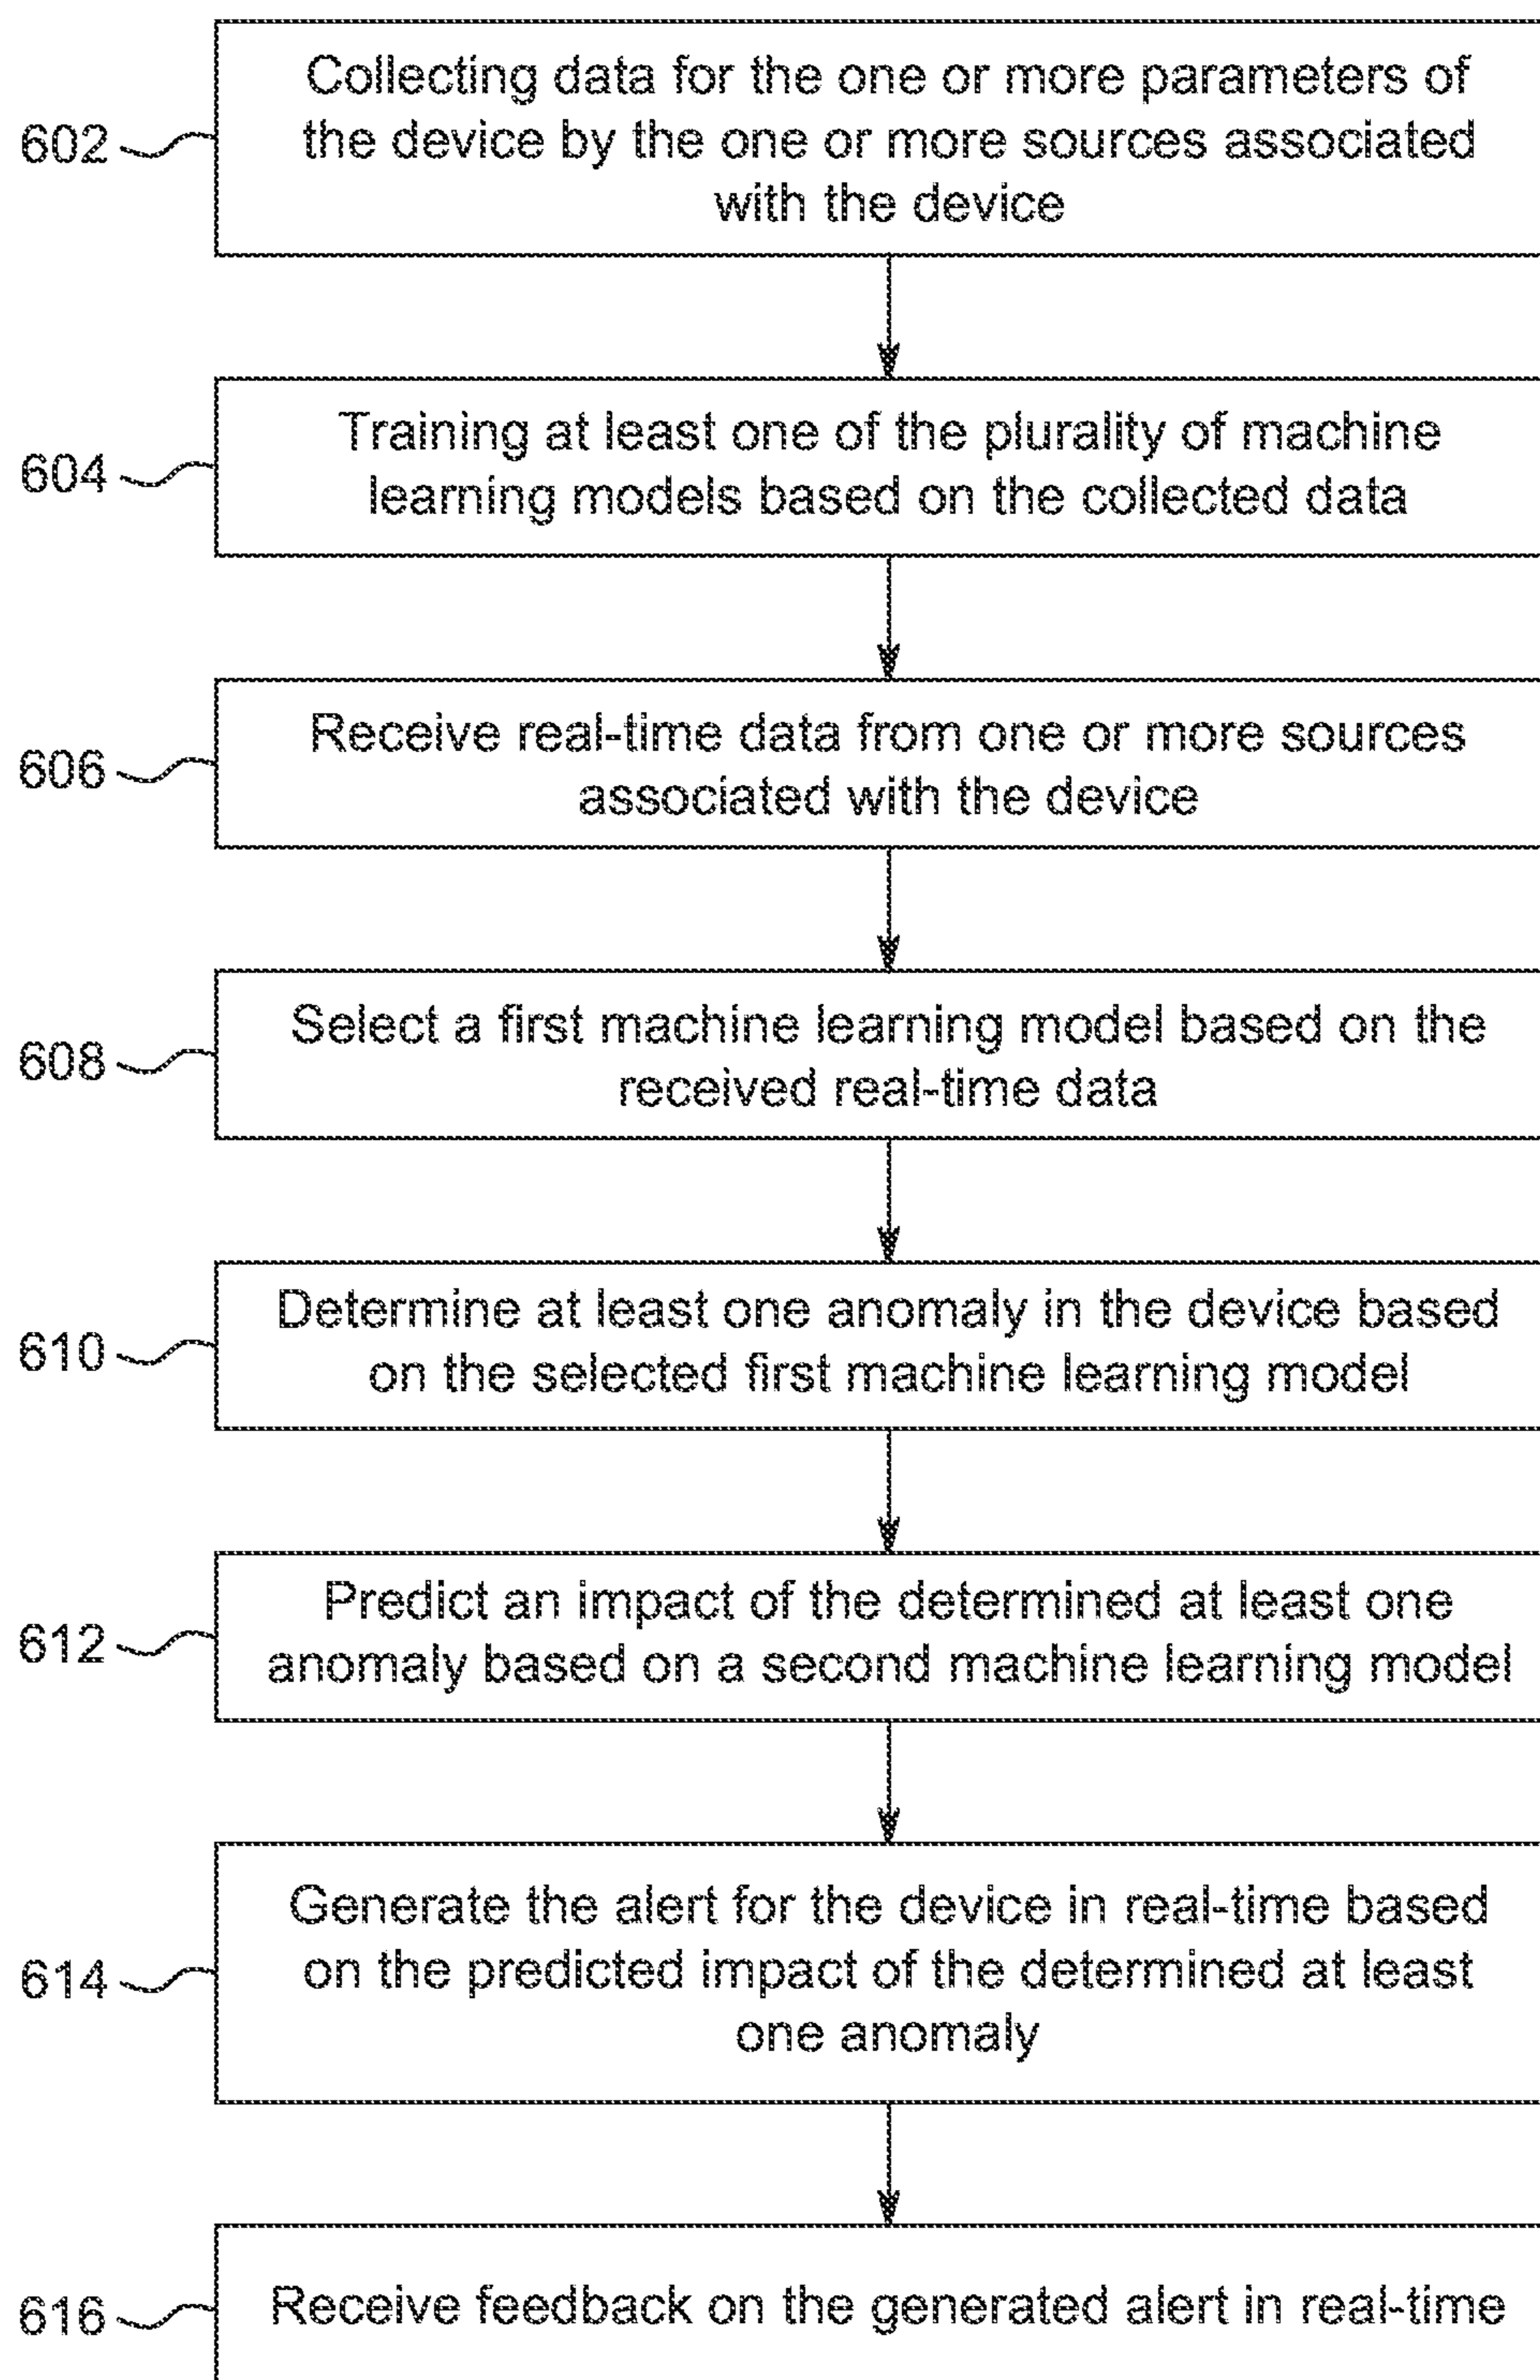 Collecting data for the one or more parameters of
602
the device by the one or more sources associated
with the device
Training at least one of the plurality of machine
604
learning models based on the collected data
Receive real-time data from one or more sources
606
associated with the device
Select a first machine learning model based on the
608
received real-time data
Determine at least one anomaly in the device based
610
on the selected first machine learning model
Predict an impact of the determined at least one
612
anomaly based on a second machine learning model
Generate the alert for the device in real-time based
614
on the predicted impact of the determined at least
one anomaly
616
Receive feedback on the generated alert in real-time